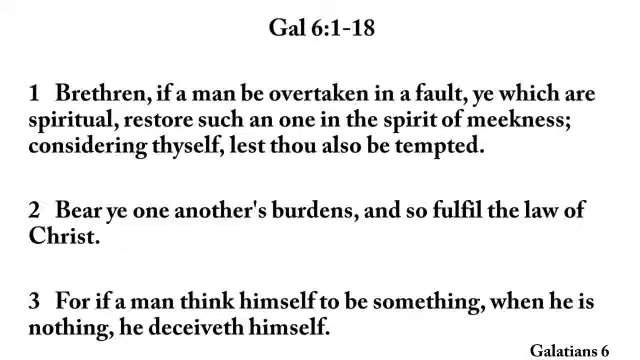 Gal 6:1-18
1 Brethren, if a man be overtaken in a fault, ye which are
spiritual, restore such an one in the spirit of meekness;
considering thyself, lest thou also be tempted.
2 Bear ye one another's burdens, and so fulfil the law of
Christ.
3 For if a man think himself to be something, when he is
nothing, he deceiveth himself.
Galatians 6